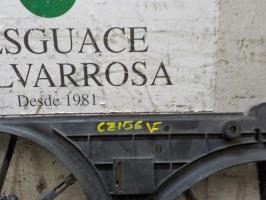 ESGUACE
LVARROSA
Desde 1981
CZ156 VF